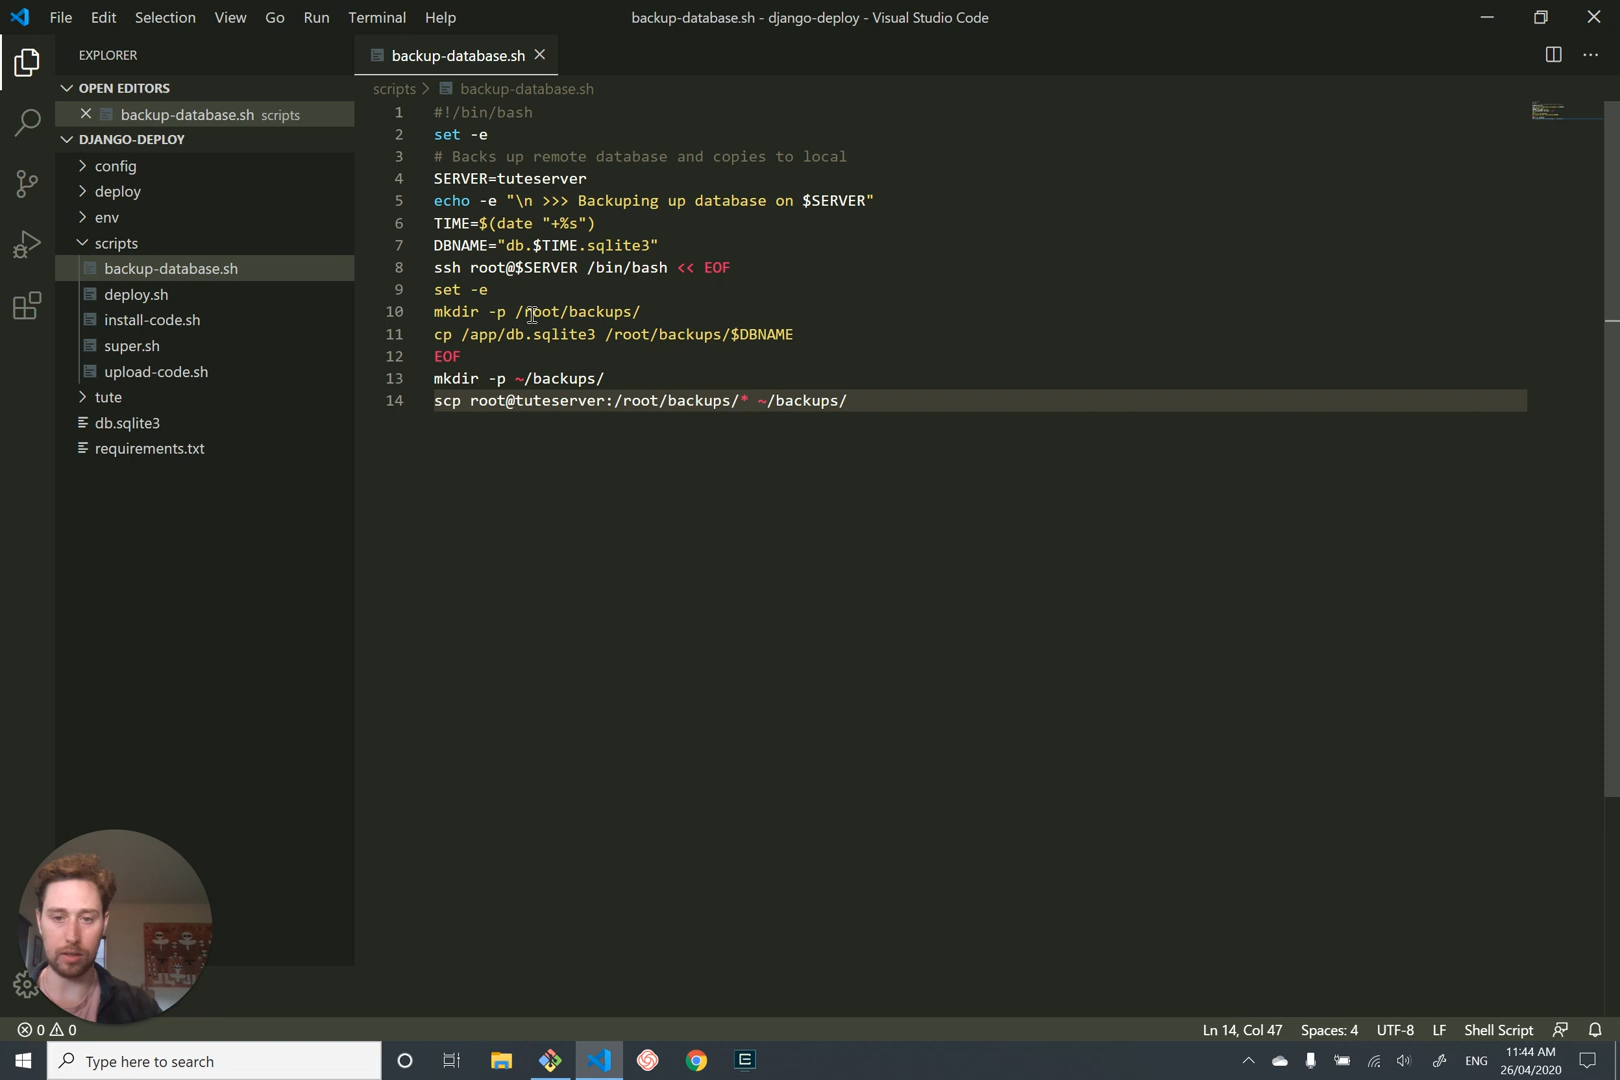 File Edit Selection View Go Run Terminal Help
backup-database.sh - django-deploy - Visual Studio Code
EXPLORER
OPEN EDITORS
backup-database.sh scripts
DJANGO-DEPLOY
config
deploy
env
scripts
backup-database.sh
deploy.sh
install-code.sh
super.sh
upload-code.sh
tute
db.sqlite3
requirements.txt
backup-database.sh
scripts > backup-database.sh
1 #!/bin/bash
2 set -e
3 # Backs up remote database and copies to local
4 SERVER=tuteserver
5 echo -e "\n >>> Backuping up database on $SERVER"
6 TIME=$(date "+%s")
7 DBNAME="db.$TIME.sqlite3"
8 ssh root@$SERVER /bin/bash << EOF
9 set -e
10 mkdir -p /root/backups/
11 cp /app/db.sqlite3 /root/backups/$DBNAME
12 EOF
13 mkdir -p ~/backups/
14 scp root@tuteserver:/root/backups/* ~/backups/
0 0
Ln 14, Col 47 Spaces: 4 UTF-8 LF Shell Script
Type here to search
ENG
11:44 AM
26/04/2020